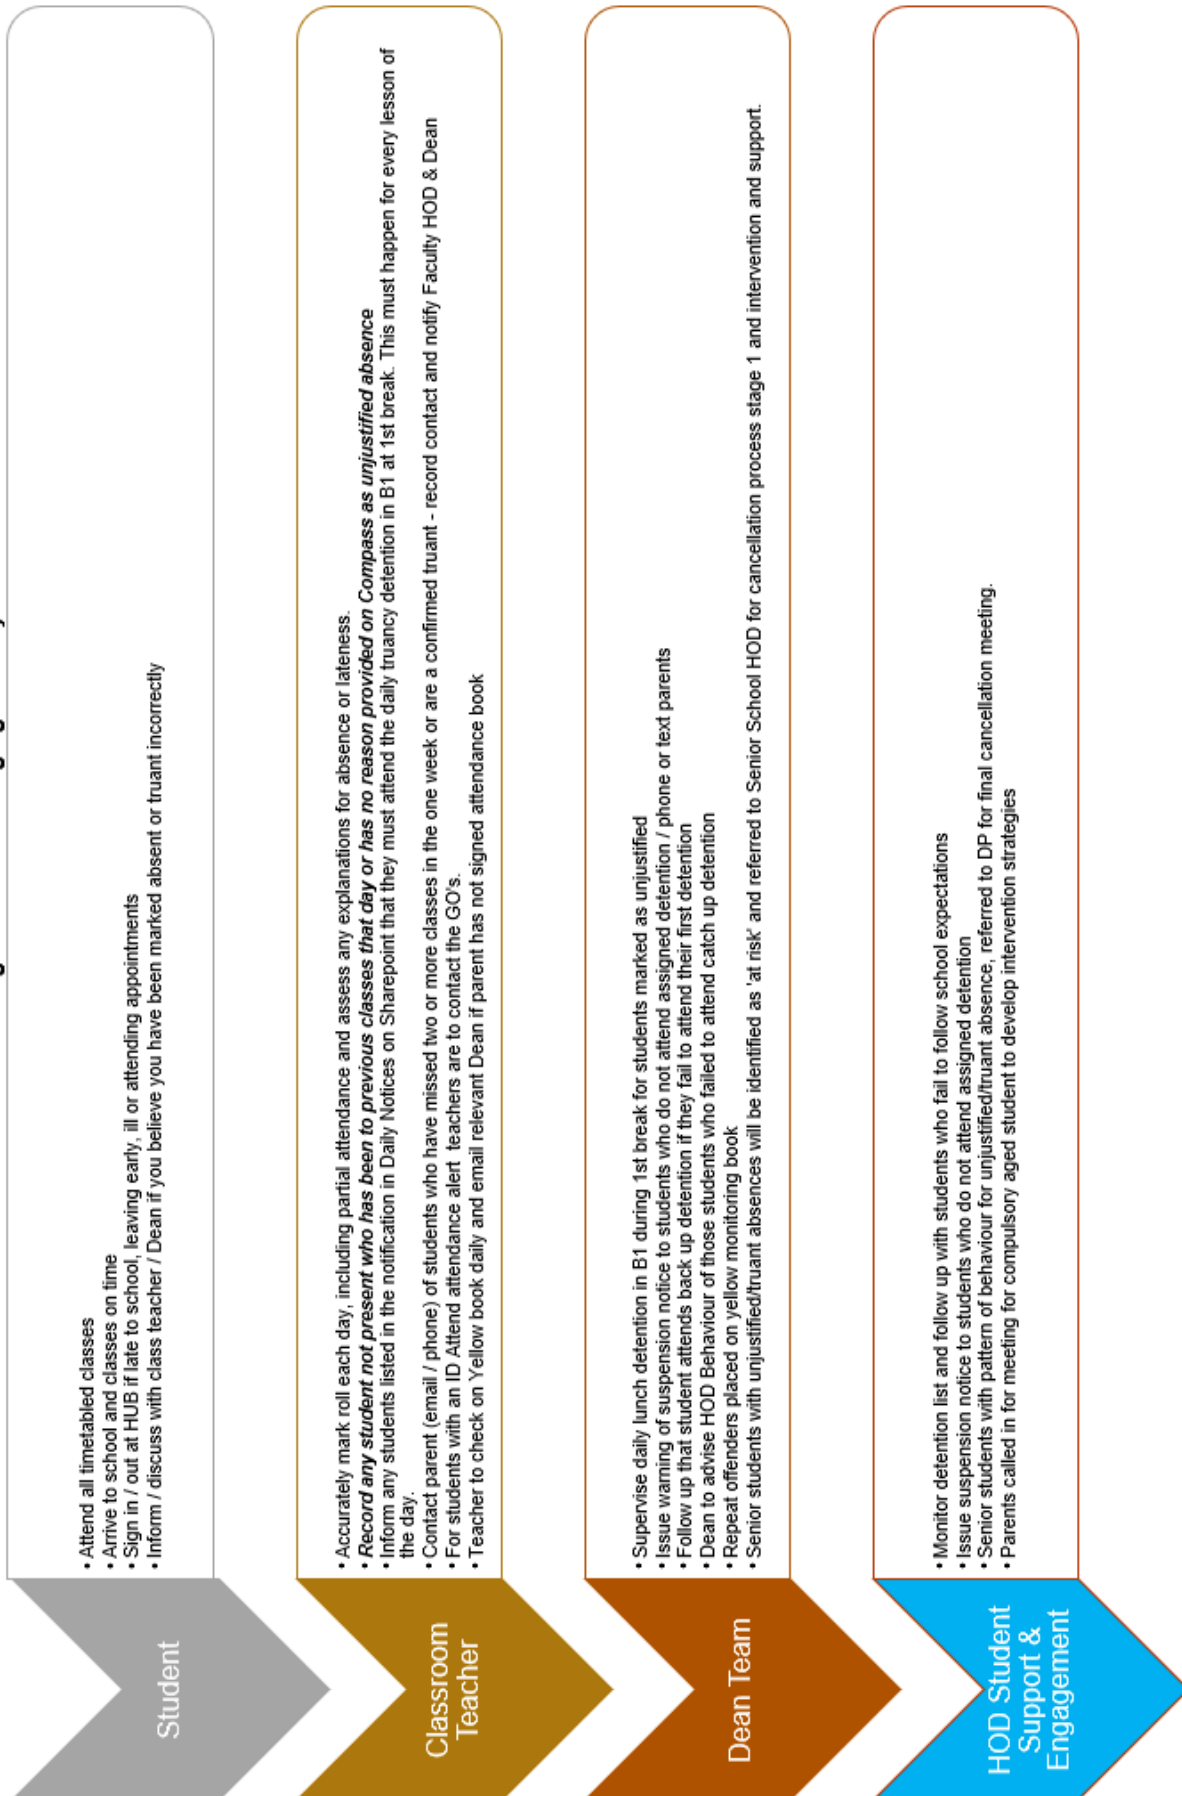 Student
• Attend all timetabled classes
• Arrive to school and classes on time
• Sign in / out at HUB if late to school, leaving early, ill or attending appointments
• Inform / discuss with class teacher / Dean if you believe you have been marked absent or truant incorrectly
Classroom
Teacher
• Accurately mark roll each day, including partial attendance and assess any explanations for absence or lateness.
• Record any student not present who has been to previous classes that day or has no reason provided on Compass as unjustified absence
• Inform any students listed in the notification in Daily Notices on Sharepoint that they must attend the daily truancy detention in B1 at 1st break. This must happen for every lesson of
the day.
• Contact parent (email / phone) of students who have missed two or more classes in the one week or are a confirmed truant - record contact and notify Faculty HOD & Dean
• For students with an ID Attend attendance alert teachers are to contact the GO's.
• Teacher to check on Yellow book daily and email relevant Dean if parent has not signed attendance book
Dean Team
• Supervise daily lunch detention in B1 during 1st break for students marked as unjustified
• Issue warning of suspension notice to students who do not attend assigned detention / phone or text parents
• Follow up that student attends back up detention if they fail to attend their first detention
• Dean to advise HOD Behaviour of those students who failed to attend catch up detention
• Repeat offenders placed on yellow monitoring book
• Senior students with unjustified/truant absences will be identified as 'at risk' and referred to Senior School HOD for cancellation process stage 1 and intervention and support.
HOD Student
Support &
Engagement
• Monitor detention list and follow up with students who fail to follow school expectations
• Issue suspension notice to students who do not attend assigned detention
• Senior students with pattern of behaviour for unjustified/truant absence, referred to DP for final cancellation meeting.
• Parents called in for meeting for compulsory aged student to develop intervention strategies